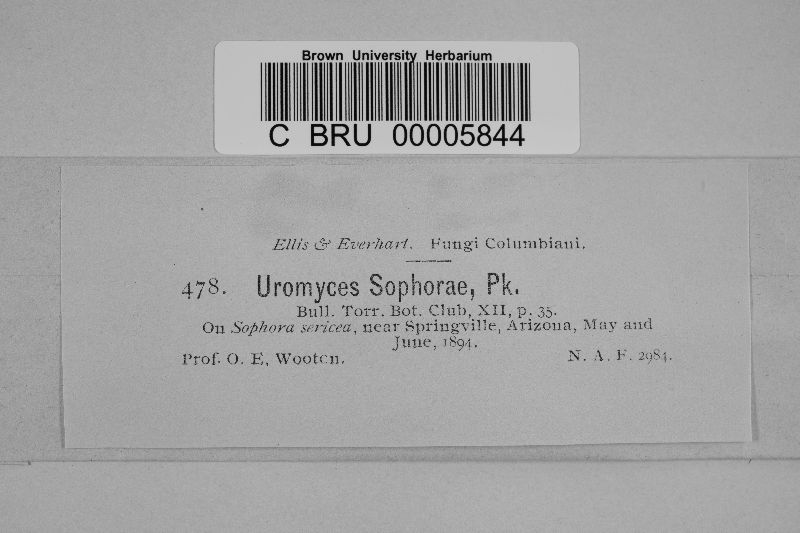 Brown University Herbarium
C BRU 00005844
Ellis & Everhart. Fungi Columbiani.
478. Uromyces Sophorae, Pk.
Bull. Torr. Bot. Club, XII, p. 35.
On Sophora sericea, near Springville, Arizona, May and
June, 1894.
Prof. O. E, Wooton. N. A. F. 2984.